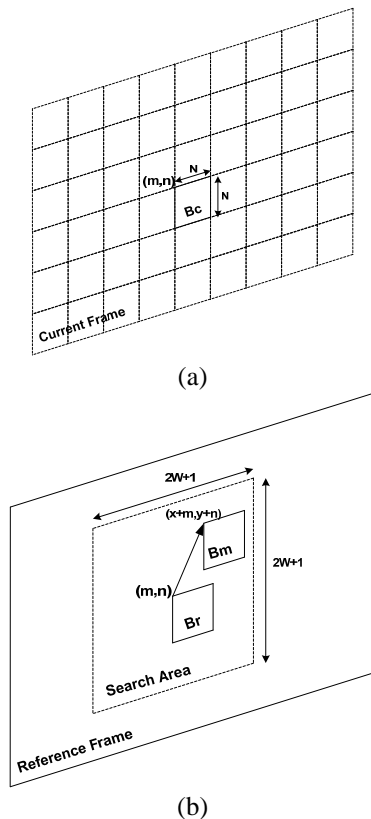 N
(m,n)
N
Bc
Current Frame
(a)
2W+1
(x+m,y+n)
Bm
2W+1
(m,n)
Br
Search Area
Reference Frame
(b)